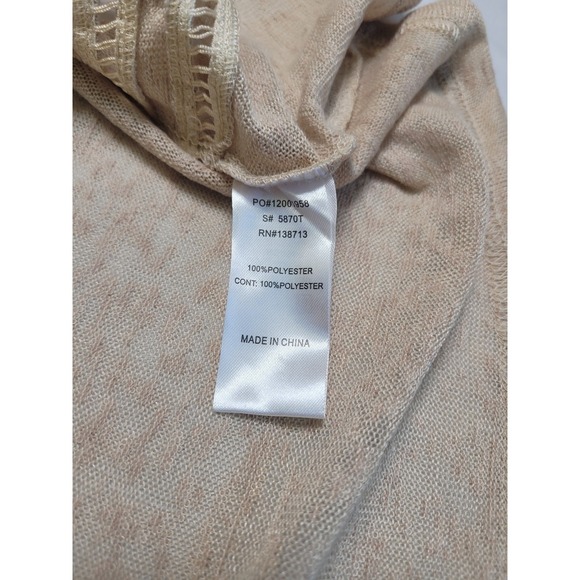 PO#1200958
S# 5870T
RN#138713
100%POLYESTER
CONT: 100%POLYESTER
MADE IN CHINA